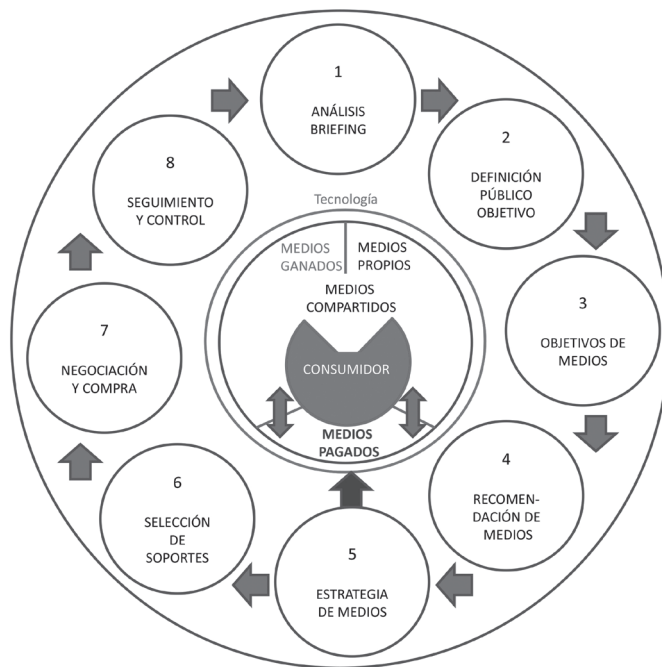 1
ANÁLISIS
BRIEFING
2
DEFINICIÓN
PÚBLICO
OBJETIVO
3
OBJETIVOS DE
MEDIOS
4
RECOMEN-
DACIÓN DE
MEDIOS
5
ESTRATEGIA
DE MEDIOS
6
SELECCIÓN
DE
SOPORTES
7
NEGOCIACIÓN
Y COMPRA
8
SEGUIMIENTO
Y CONTROL
Tecnología
MEDIOS
GANADOS
MEDIOS
PROPIOS
MEDIOS
COMPARTIDOS
CONSUMIDOR
MEDIOS
PAGADOS